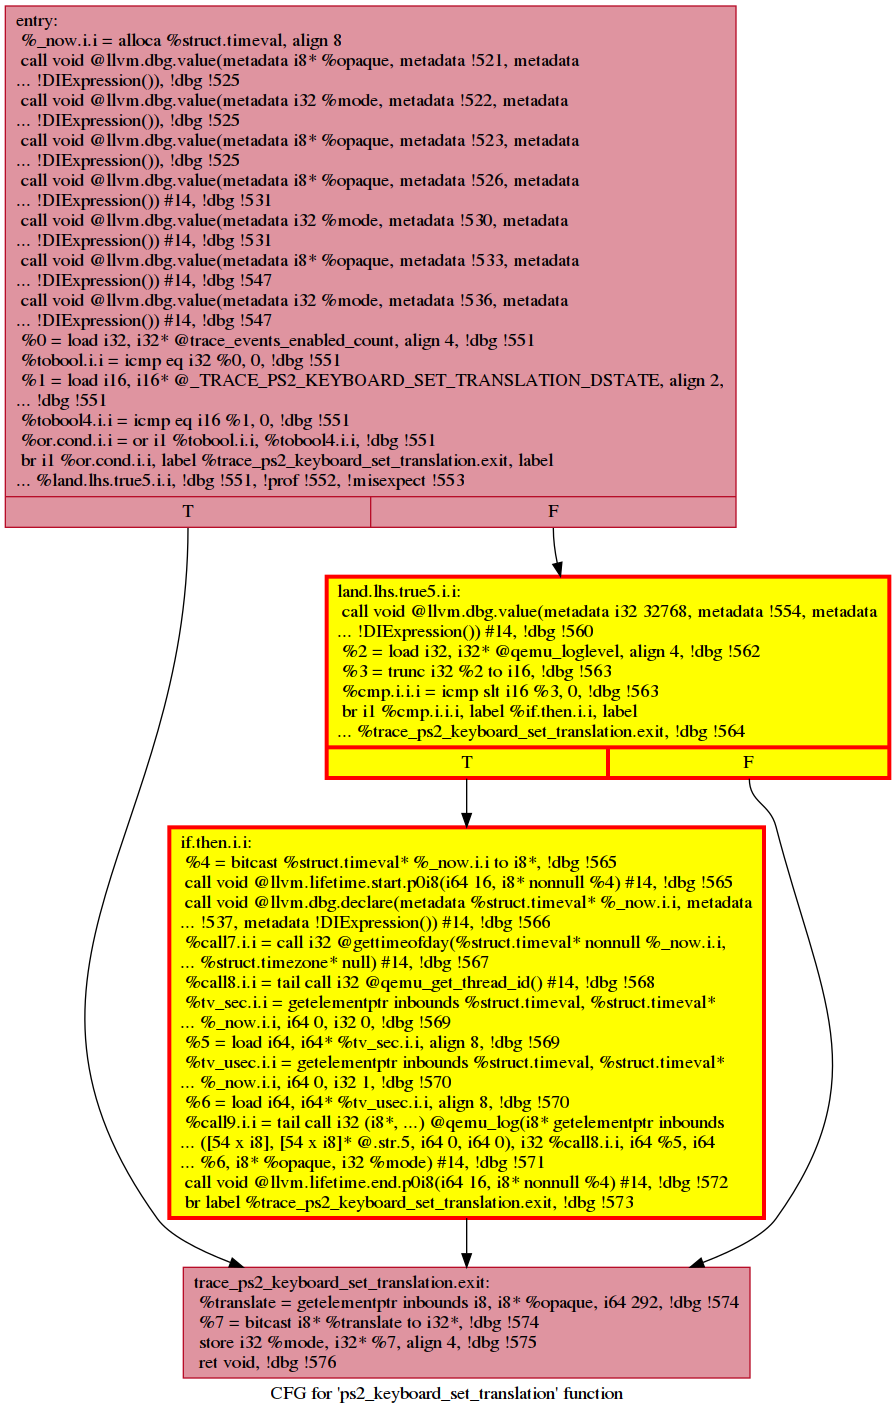 entry:
%_now.i.i = alloca %struct.timeval, align 8
call void @llvm.dbg.value(metadata i8* %opaque, metadata !521, metadata
... !DIExpression()), !dbg !525
call void @llvm.dbg.value(metadata i32 %mode, metadata !522, metadata
... !DIExpression()), !dbg !525
call void @llvm.dbg.value(metadata i8* %opaque, metadata !523, metadata
... !DIExpression()), !dbg !525
call void @llvm.dbg.value(metadata i8* %opaque, metadata !526, metadata
... !DIExpression()) #14, !dbg !531
call void @llvm.dbg.value(metadata i32 %mode, metadata !530, metadata
... !DIExpression()) #14, !dbg !531
call void @llvm.dbg.value(metadata i8* %opaque, metadata !533, metadata
... !DIExpression()) #14, !dbg !547
call void @llvm.dbg.value(metadata i32 %mode, metadata !536, metadata
... !DIExpression()) #14, !dbg !547
%0 = load i32, i32* @trace_events_enabled_count, align 4, !dbg !551
%tobool.i.i = icmp eq i32 %0, 0, !dbg !551
%1 = load i16, i16* @_TRACE_PS2_KEYBOARD_SET_TRANSLATION_DSTATE, align 2,
... !dbg !551
%tobool4.i.i = icmp eq i16 %1, 0, !dbg !551
%or.cond.i.i = or i1 %tobool.i.i, %tobool4.i.i, !dbg !551
br i1 %or.cond.i.i, label %trace_ps2_keyboard_set_translation.exit, label
... %land.lhs.true5.i.i, !dbg !551, !prof !552, !misexpect !553
T F
land.lhs.true5.i.i:
call void @llvm.dbg.value(metadata i32 32768, metadata !554, metadata
... !DIExpression()) #14, !dbg !560
%2 = load i32, i32* @qemu_loglevel, align 4, !dbg !562
%3 = trunc i32 %2 to i16, !dbg !563
%cmp.i.i.i = icmp slt i16 %3, 0, !dbg !563
br i1 %cmp.i.i.i, label %if.then.i.i, label
... %trace_ps2_keyboard_set_translation.exit, !dbg !564
T F
if.then.i.i:
%4 = bitcast %struct.timeval* %_now.i.i to i8*, !dbg !565
call void @llvm.lifetime.start.p0i8(i64 16, i8* nonnull %4) #14, !dbg !565
call void @llvm.dbg.declare(metadata %struct.timeval* %_now.i.i, metadata
... !537, metadata !DIExpression()) #14, !dbg !566
%call7.i.i = call i32 @gettimeofday(%struct.timeval* nonnull %_now.i.i,
... %struct.timezone* null) #14, !dbg !567
%call8.i.i = tail call i32 @qemu_get_thread_id() #14, !dbg !568
%tv_sec.i.i = getelementptr inbounds %struct.timeval, %struct.timeval*
... %_now.i.i, i64 0, i32 0, !dbg !569
%5 = load i64, i64* %tv_sec.i.i, align 8, !dbg !569
%tv_usec.i.i = getelementptr inbounds %struct.timeval, %struct.timeval*
... %_now.i.i, i64 0, i32 1, !dbg !570
%6 = load i64, i64* %tv_usec.i.i, align 8, !dbg !570
%call9.i.i = tail call i32 (i8*, ...) @qemu_log(i8* getelementptr inbounds
... ([54 x i8], [54 x i8]* @.str.5, i64 0, i64 0), i32 %call8.i.i, i64 %5, i64
... %6, i8* %opaque, i32 %mode) #14, !dbg !571
call void @llvm.lifetime.end.p0i8(i64 16, i8* nonnull %4) #14, !dbg !572
br label %trace_ps2_keyboard_set_translation.exit, !dbg !573
trace_ps2_keyboard_set_translation.exit:
%translate = getelementptr inbounds i8, i8* %opaque, i64 292, !dbg !574
%7 = bitcast i8* %translate to i32*, !dbg !574
store i32 %mode, i32* %7, align 4, !dbg !575
ret void, !dbg !576
CFG for 'ps2_keyboard_set_translation' function